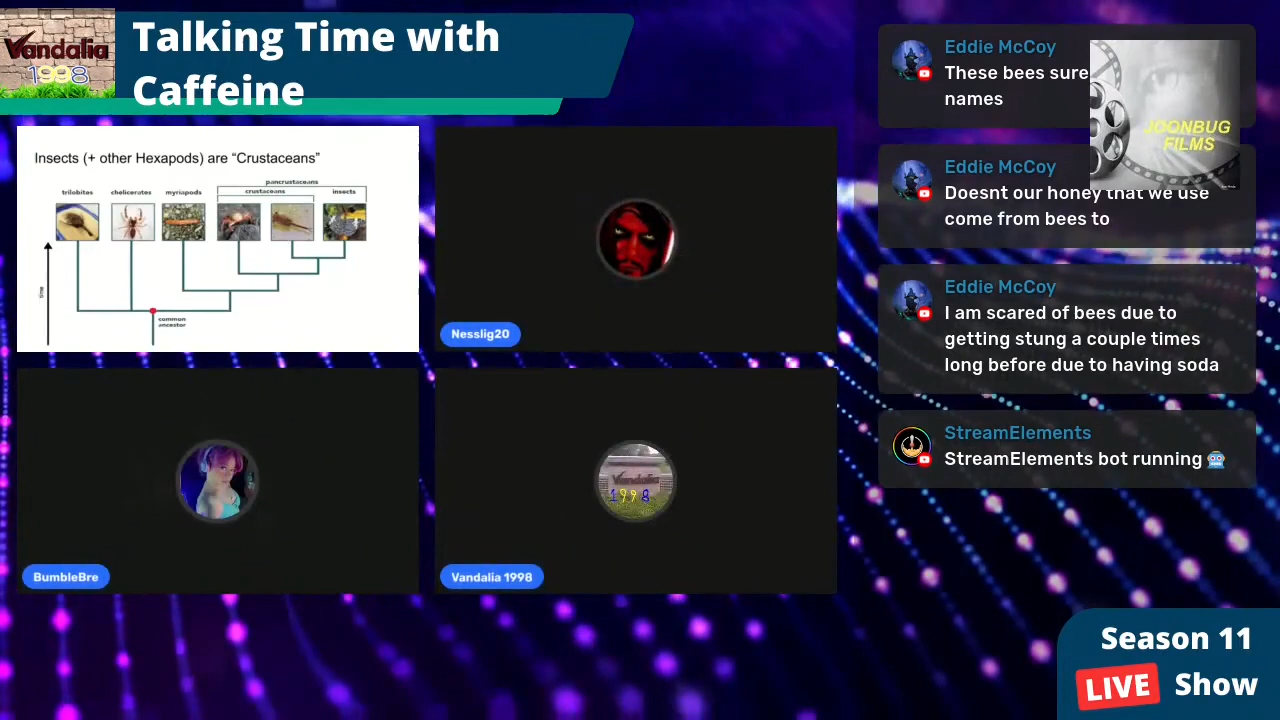 Vandalia
1998
Talking Time with
Caffeine
Insects (+ other Hexapods) are “Crustaceans”
pancrustaceans
trilobites
chelicerates
myriapods
crustaceans
insects
time
common
ancestor
Nesslig20
BumbleBre
Vandalia
1998
Vandalia 1998
Eddie McCoy
These bees sure
names
JOONBUG
FILMS
Eddie McCoy
Doesnt our honey that we use
come from bees to
Eddie McCoy
I am scared of bees due to
getting stung a couple times
long before due to having soda
StreamElements
StreamElements bot running
Season 11
LIVE Show